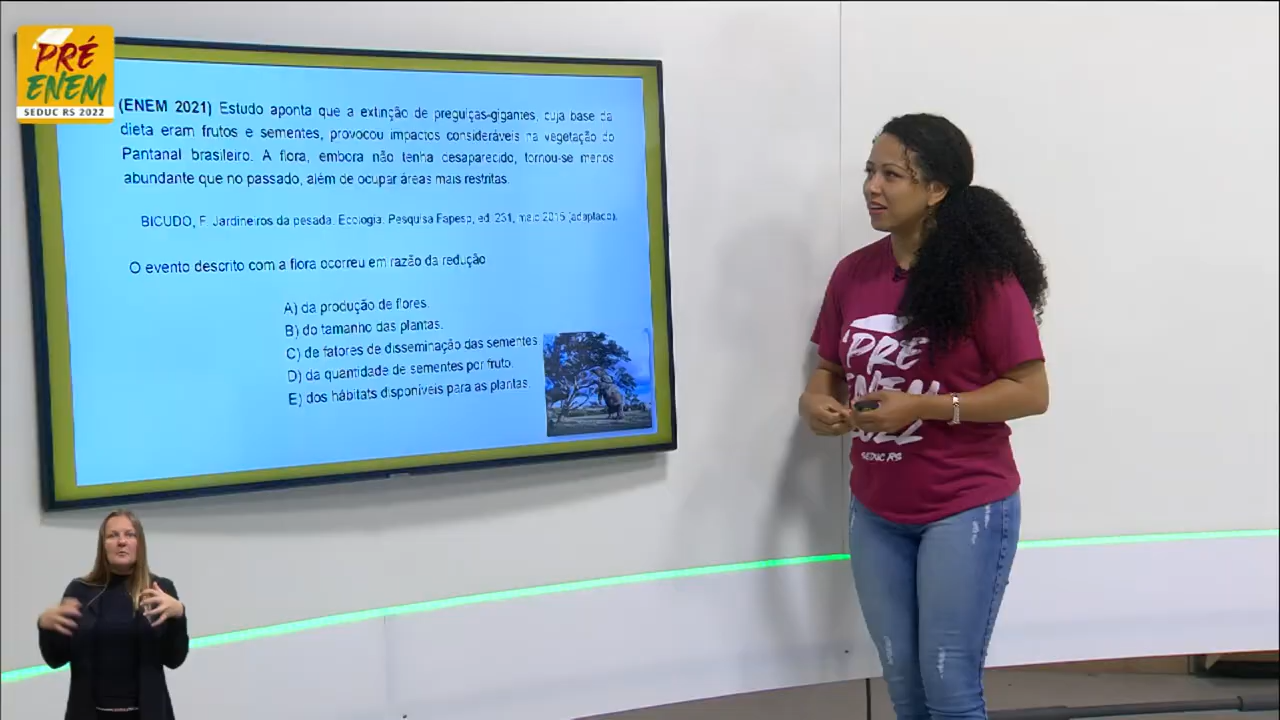 PRÉ
ENEM
SEDUC RS 2022
(ENEM 2021) Estudo aponta que a extinção de preguiças-gigantes, cuja base da
dieta eram frutos e sementes, provocou impactos consideráveis na vegetação do
Pantanal brasileiro. A flora, embora não tenha desaparecido, tornou-se menos
abundante que no passado, além de ocupar áreas mais restritas.
BICUDO, F. Jardineiros da pesada. Ecologia. Pesquisa Fapesp, ed. 231, maio 2015 (adaptado).
O evento descrito com a flora ocorreu em razão da redução
A) da produção de flores.
B) do tamanho das plantas.
C) de fatores de disseminação das sementes
D) da quantidade de sementes por fruto.
E) dos hábitats disponíveis para as plantas.
PRÉ
ENEM
2022
SEDUC RS